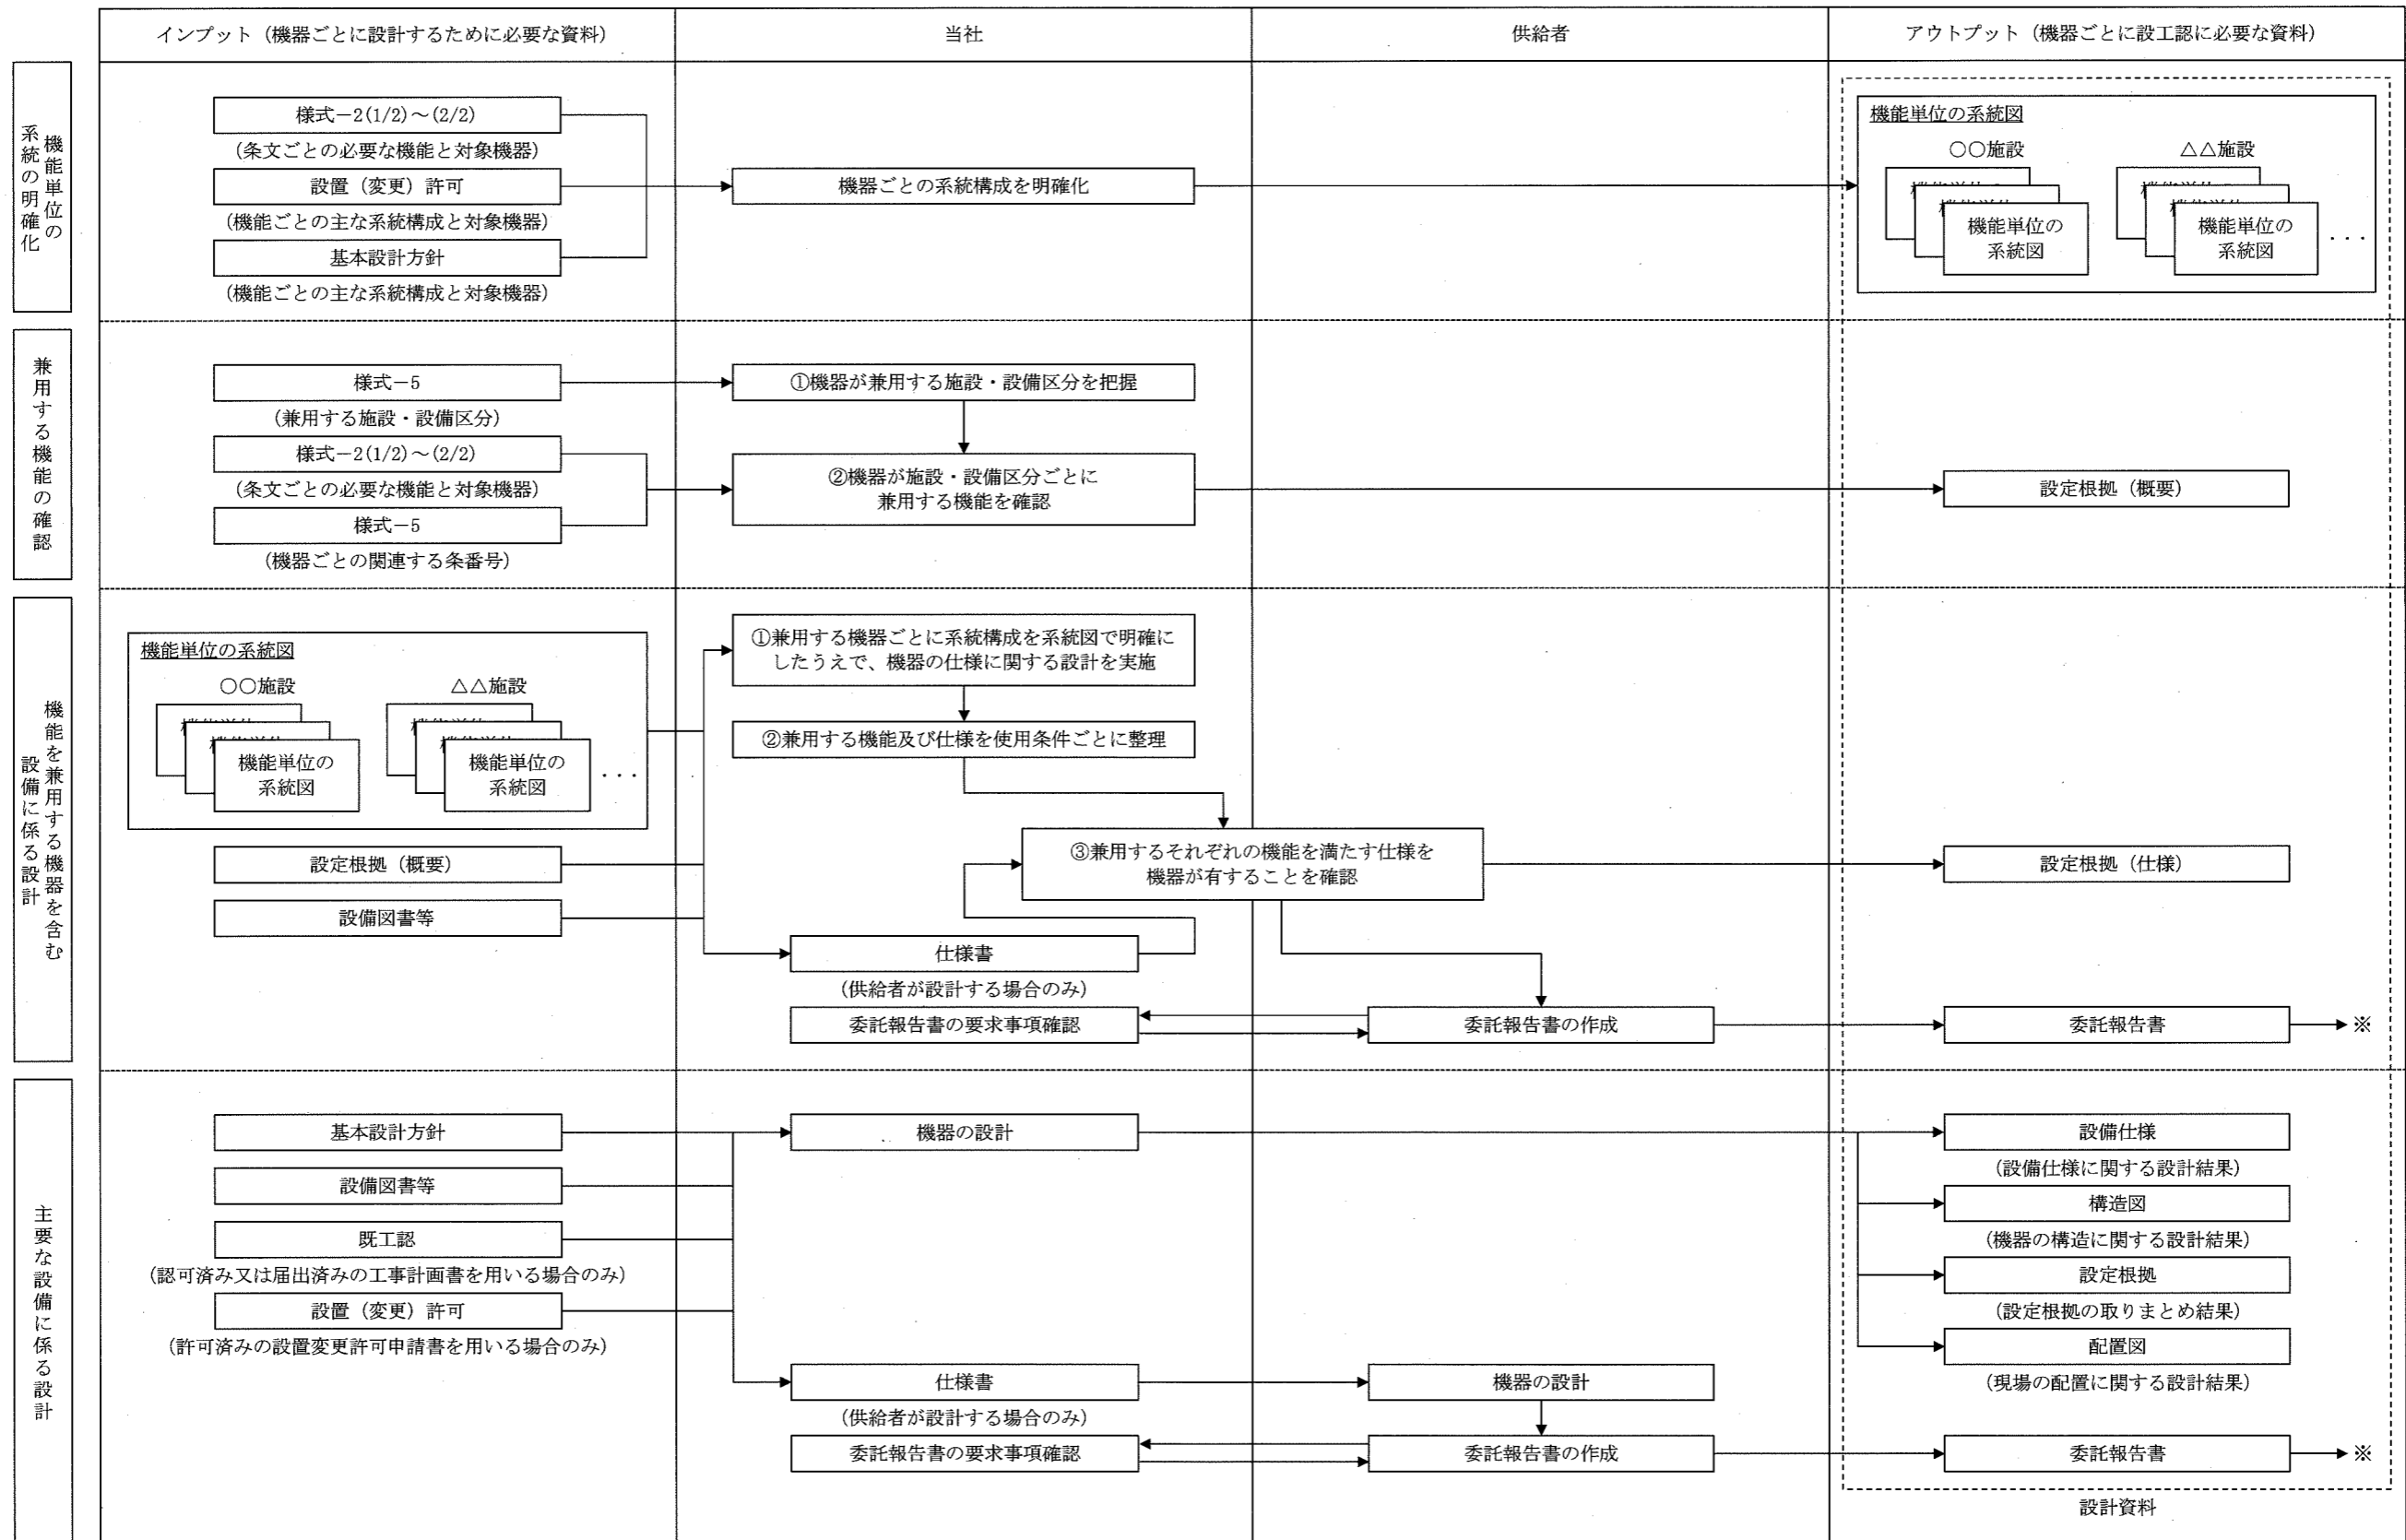 インプット（機器ごとに設計するために必要な資料）
当社
供給者
アウトプット（機器ごとに設工認に必要な資料）
機能単位の
系統の明確化
様式－2(1/2)～(2/2)
（条文ごとの必要な機能と対象機器）
設置（変更）許可
（機能ごとの主な系統構成と対象機器）
基本設計方針
（機能ごとの主な系統構成と対象機器）
機器ごとの系統構成を明確化
機能単位の系統図
○○施設
△△施設
機能単位の
系統図
機能単位の
系統図
・・・
兼用する機能の確認
様式－5
（兼用する施設・設備区分）
様式－2(1/2)～(2/2)
（条文ごとの必要な機能と対象機器）
様式－5
（機器ごとの関連する条番号）
①機器が兼用する施設・設備区分を把握
②機器が施設・設備区分ごとに
兼用する機能を確認
設定根拠（概要）
機能を兼用する機器を含む
設備に係る設計
機能単位の系統図
○○施設
△△施設
機能単位の
系統図
機能単位の
系統図
・・・
設定根拠（概要）
設備図書等
①兼用する機器ごとに系統構成を系統図で明確に
したうえで、機器の仕様に関する設計を実施
②兼用する機能及び仕様を使用条件ごとに整理
③兼用するそれぞれの機能を満たす仕様を
機器が有することを確認
仕様書
（供給者が設計する場合のみ）
委託報告書の要求事項確認
委託報告書の作成
設定根拠（仕様）
委託報告書
※
主要な設備に係る設計
基本設計方針
設備図書等
既工認
（認可済み又は届出済みの工事計画書を用いる場合のみ）
設置（変更）許可
（許可済みの設置変更許可申請書を用いる場合のみ）
機器の設計
仕様書
（供給者が設計する場合のみ）
委託報告書の要求事項確認
機器の設計
委託報告書の作成
設備仕様
（設備仕様に関する設計結果）
構造図
（機器の構造に関する設計結果）
設定根拠
（設定根拠の取りまとめ結果）
配置図
（現場の配置に関する設計結果）
委託報告書
※
設計資料